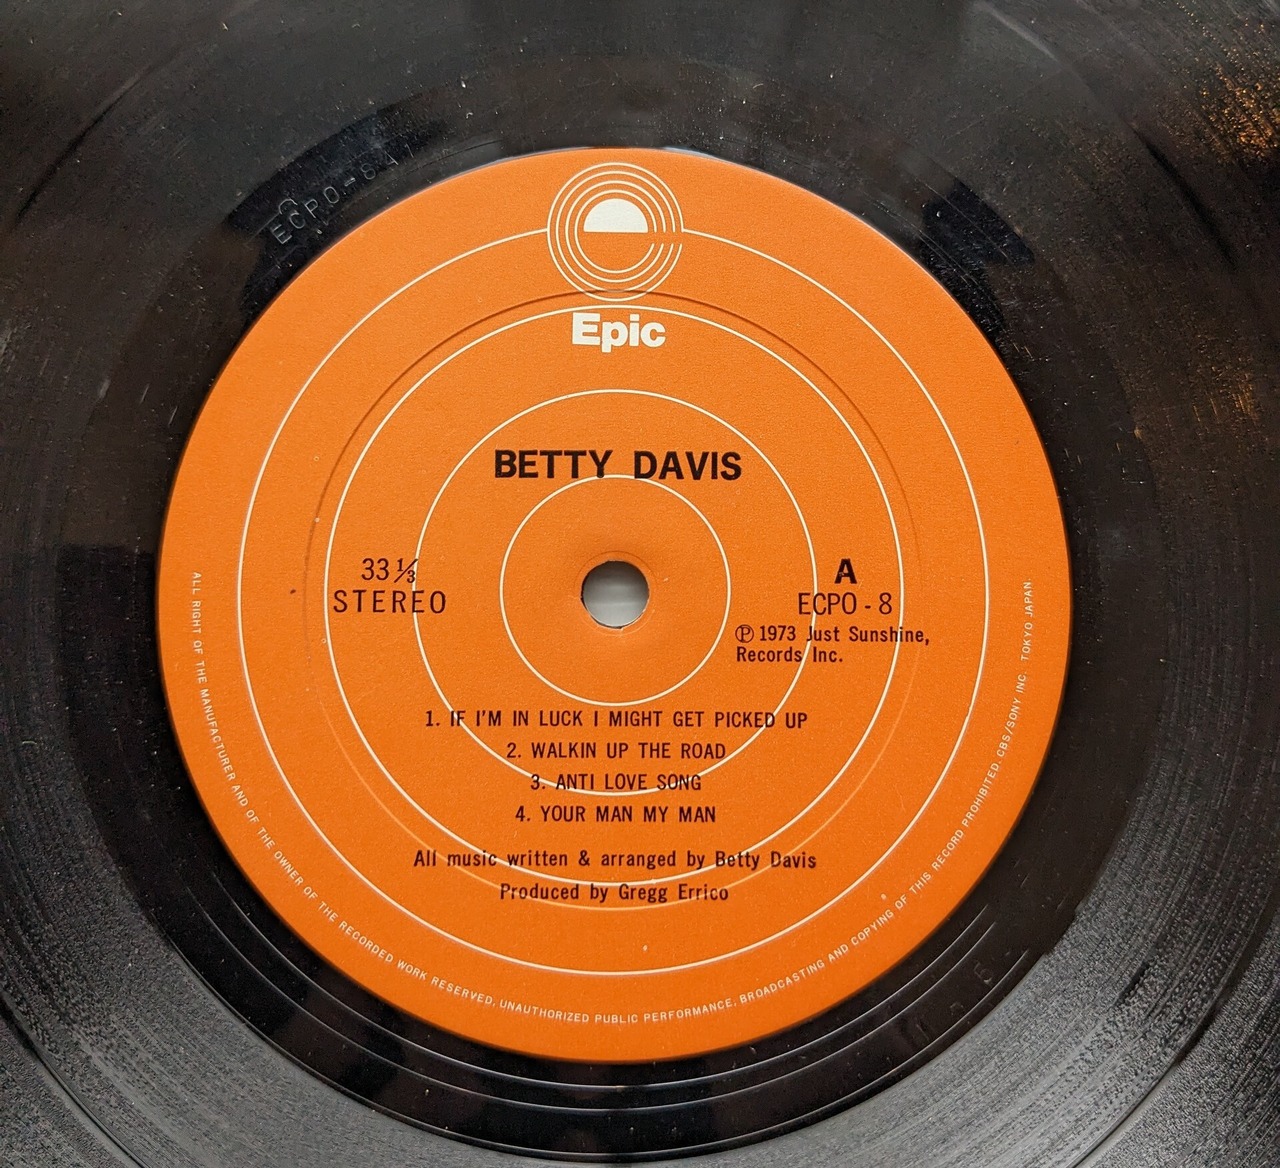 ECPO-8
Epic
BETTY DAVIS
33⅓
STEREO
A
ECPO - 8
Ⓟ 1973 Just Sunshine,
Records Inc.
1. IF I'M IN LUCK I MIGHT GET PICKED UP
2. WALKIN UP THE ROAD
3. ANTI LOVE SONG
4. YOUR MAN MY MAN
All music written & arranged by Betty Davis
Produced by Gregg Errico
ALL RIGHT OF THE MANUFACTURER AND OF THE OWNER OF THE RECORDED WORK RESERVED, UNAUTHORIZED PUBLIC PERFORMANCE, BROADCASTING AND COPYING OF THIS RECORD PROHIBITED. CBS/SONY INC. TOKYO JAPAN